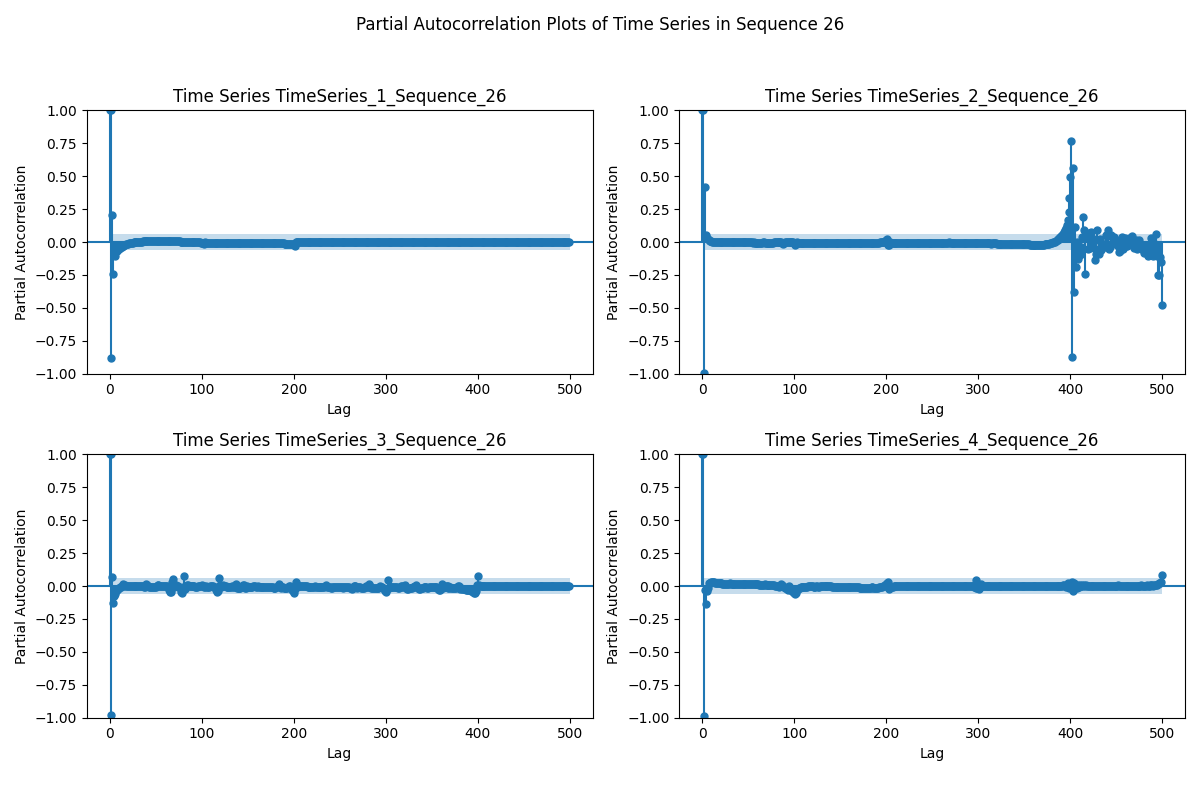 Partial Autocorrelation Plots of Time Series in Sequence 26
Time Series TimeSeries_1_Sequence_26
1.00
0.75
0.50
0.25
0.00
−0.25
−0.50
−0.75
−1.00
Partial Autocorrelation
0 100 200 300 400 500
Lag
Time Series TimeSeries_2_Sequence_26
1.00
0.75
0.50
0.25
0.00
−0.25
−0.50
−0.75
−1.00
Partial Autocorrelation
0 100 200 300 400 500
Lag
Time Series TimeSeries_3_Sequence_26
1.00
0.75
0.50
0.25
0.00
−0.25
−0.50
−0.75
−1.00
Partial Autocorrelation
0 100 200 300 400 500
Lag
Time Series TimeSeries_4_Sequence_26
1.00
0.75
0.50
0.25
0.00
−0.25
−0.50
−0.75
−1.00
Partial Autocorrelation
0 100 200 300 400 500
Lag